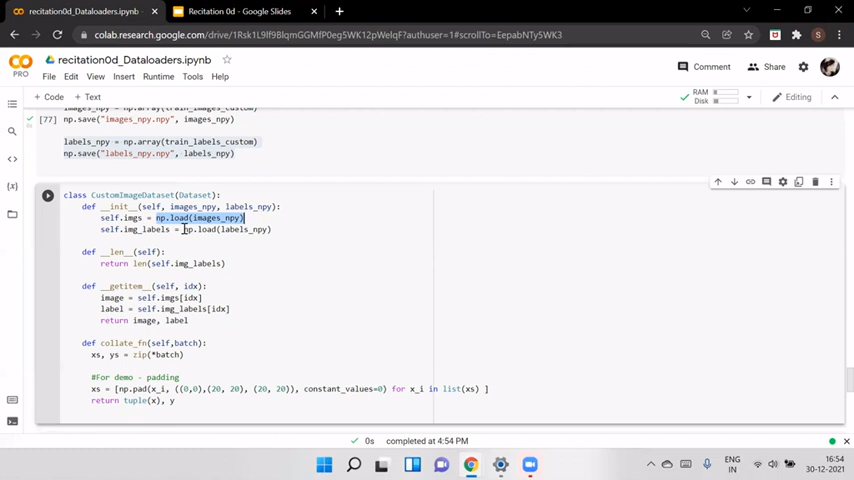 recitation0d_Dataloaders.ipynb -
Recitation 0d - Google Slides
colab.research.google.com/drive/1Rsk1L9lf9BlqmGGMfP0eg5WK12pWelqF?authuser=1#scrollTo=EepabNTy5WK3
PRO
recitation0d_Dataloaders.ipynb
File Edit View Insert Runtime Tools Help
Comment
Share
+ Code + Text
RAM
Disk
Editing
images_npy = np.array(train_images_custom)
[77] np.save("images_npy.npy", images_npy)
labels_npy = np.array(train_labels_custom)
np.save("labels_npy.npy", labels_npy)
class CustomImageDataset(Dataset):
def __init__(self, images_npy, labels_npy):
self.imgs = np.load(images_npy)
self.img_labels = np.load(labels_npy)
def __len__(self):
return len(self.img_labels)
def __getitem__(self, idx):
image = self.imgs[idx]
label = self.img_labels[idx]
return image, label
def collate_fn(self,batch):
xs, ys = zip(*batch)
#For demo - padding
xs = [np.pad(x_i, ((0,0),(20, 20), (20, 20)), constant_values=0) for x_i in list(xs) ]
return tuple(x), y
0s completed at 4:54 PM
ENG
IN
16:54
30-12-2021